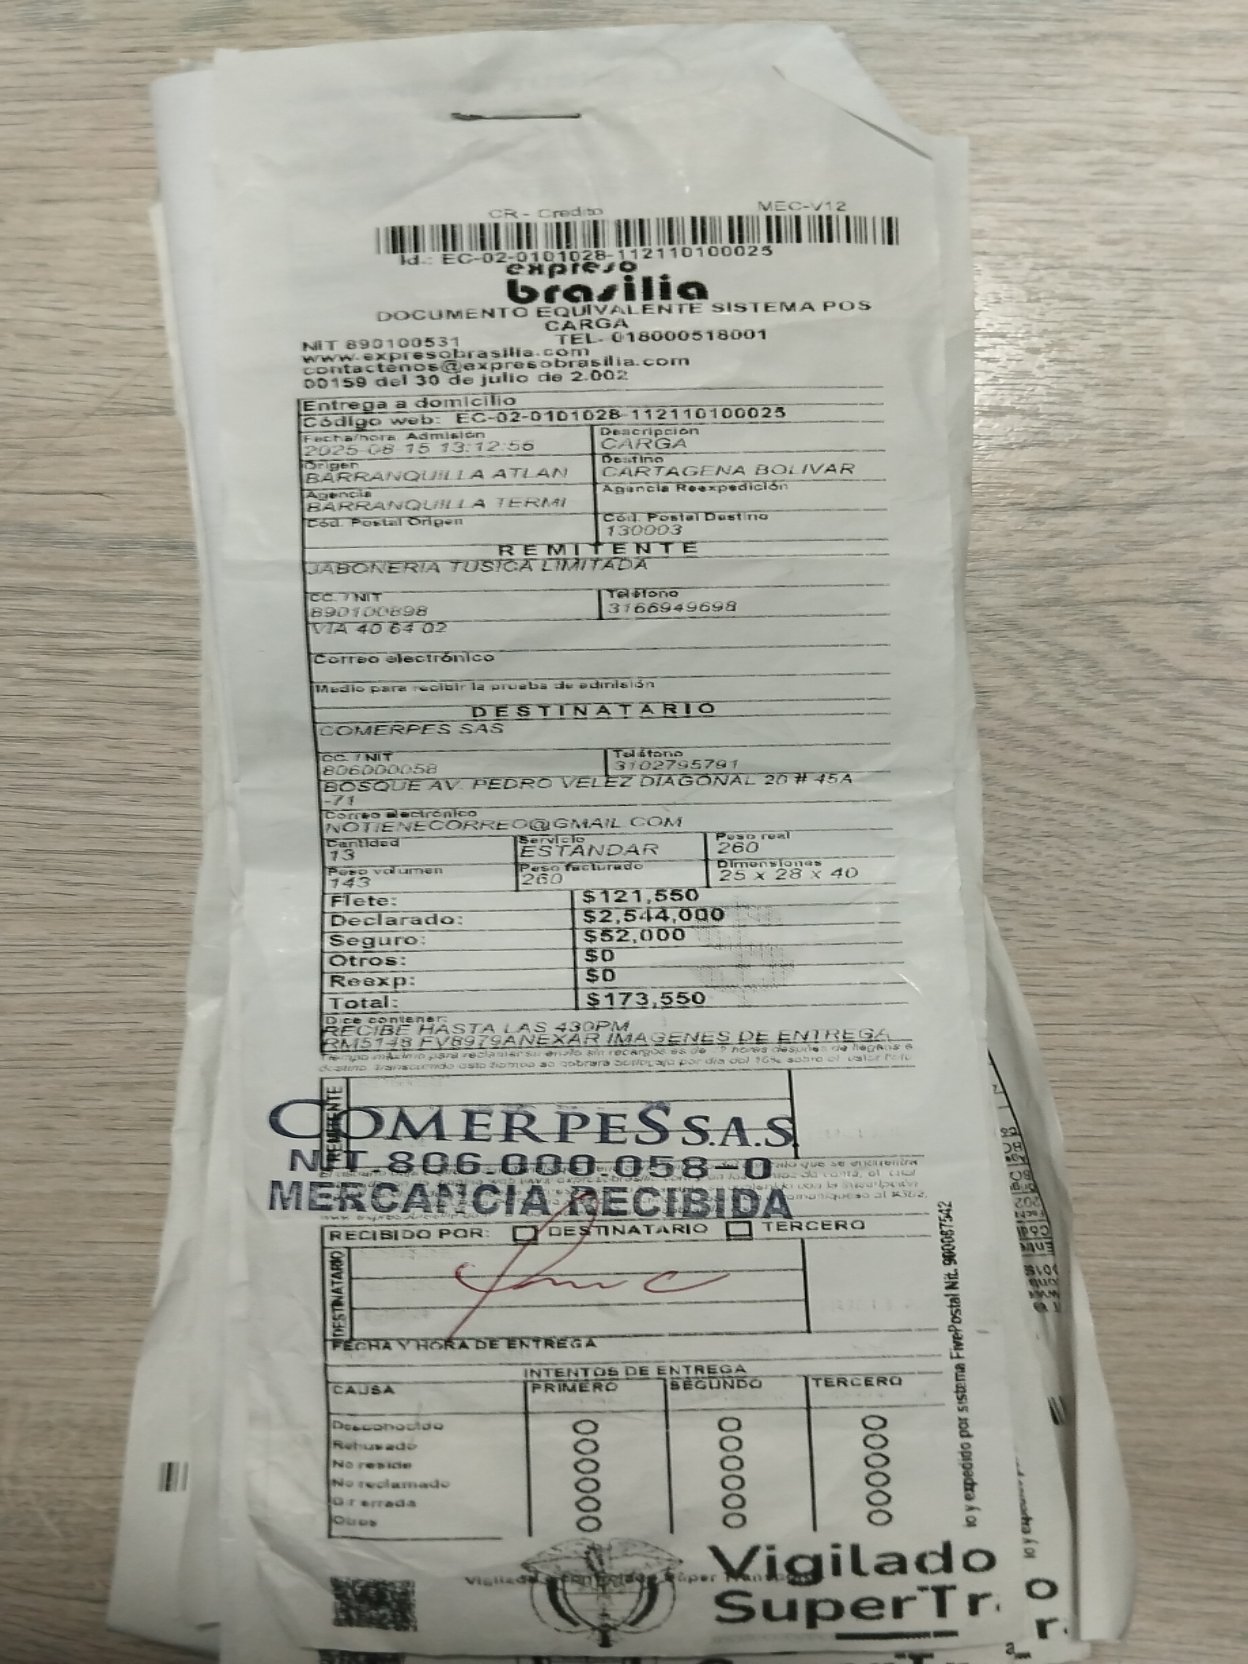 CR - Credito MEC-V12
Id.: EC-02-0101028-112110100025
expreso
brasilia
DOCUMENTO EQUIVALENTE SISTEMA POS
CARGA
NIT 890100531 TEL- 018000518001
www.expresobrasilia.com
contactenos@expresobrasilia.com
00159 del 30 de julio de 2.002
Entrega a domicilio
Código web: EC-02-0101028-112110100025
Fecha/hora Admisión Descripción
2025-08-15 13:12:56 CARGA
Origen Destino
BARRANQUILLA ATLAN CARTAGENA BOLIVAR
Agencia Agencia Reexpedición
BARRANQUILLA TERMI
Cód. Postal Origen Cód. Postal Destino
130003
REMITENTE
JABONERIA TUSICA LIMITADA
CC. / NIT Teléfono
890100898 3166949698
VIA 40 64 02
Correo electrónico
Medio para recibir la prueba de admisión
DESTINATARIO
COMERPES SAS
CC. / NIT Teléfono
806000058 3102795791
BOSQUE AV. PEDRO VELEZ DIAGONAL 20 # 45A
-71
Correo electrónico
NOTIENECORREO@GMAIL.COM
Cantidad Servicio Peso real
13 ESTANDAR 260
Peso volumen Peso facturado Dimensiones
143 260 25 x 28 x 40
Flete: $121,550
Declarado: $2,544,000
Seguro: $52,000
Otros: $0
Reexp: $0
Total: $173,550
Dice contener:
RECIBE HASTA LAS 430PM
RM5148 FV8979ANEXAR IMAGENES DE ENTREGA
REMITENTE
COMERPES S.A.S
NIT. 806.000.058-0
MERCANCIA RECIBIDA
RECIBIDO POR: DESTINATARIO TERCERO
DESTINATARIO
FECHA Y HORA DE ENTREGA
INTENTOS DE ENTREGA
CAUSA PRIMERO SEGUNDO TERCERO
Desconocido
Rehusado
No reside
No reclamado
D.r errada
Otros
io y expedido por sistema FivePostal Nit. 900087542
Vigilado
SuperTr